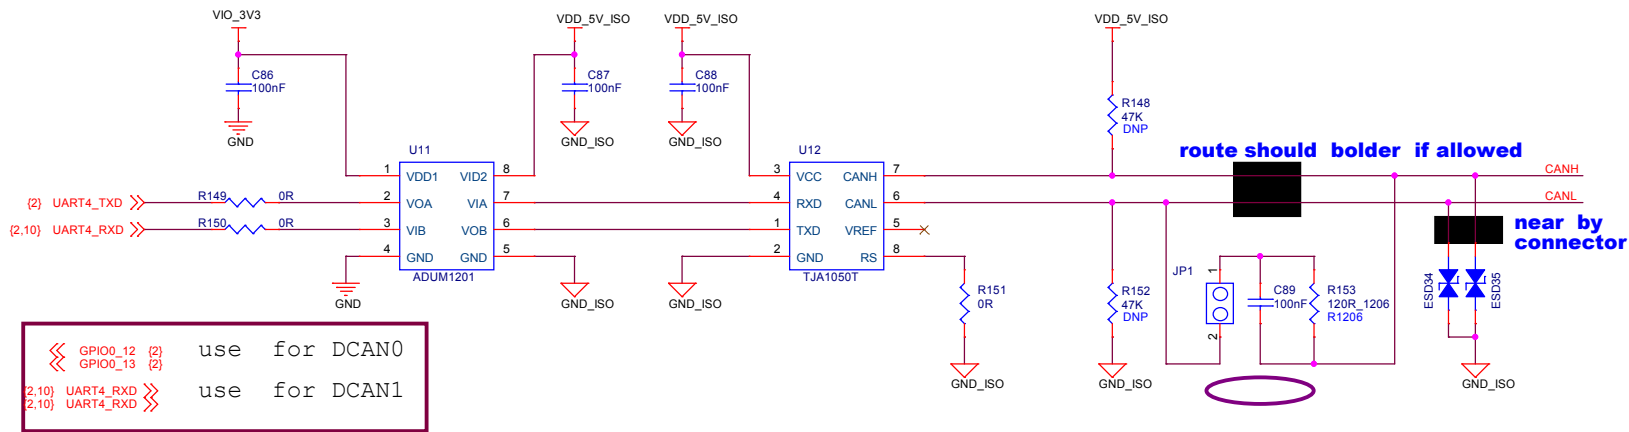 VIO_3V3
VDD_5V_ISO
VDD_5V_ISO
VDD_5V_ISO
C86
100nF
C87
100nF
C88
100nF
R148
47K
DNP
GND
GND_ISO
GND_ISO
U11
U12
route should bolder if allowed
1 VDD1 VID2 8
3 VCC CANH 7
CANH
{2} UART4_TXD
R149 0R
2 VOA VIA 7
4 RXD CANL 6
CANL
{2,10} UART4_RXD
R150 0R
3 VIB VOB 6
1 TXD VREF 5
near by
connector
4 GND GND 5
2 GND RS 8
ADUM1201
TJA1050T
GND
GND_ISO
GND_ISO
R151
0R
R152
47K
DNP
JP1
1
2
C89
100nF
R153
120R_1206
R1206
ESD34
ESD35
GND_ISO
GND_ISO
GND_ISO
GPIO0_12 {2}
GPIO0_13 {2}
use for DCAN0
{2,10} UART4_RXD
{2,10} UART4_RXD
use for DCAN1